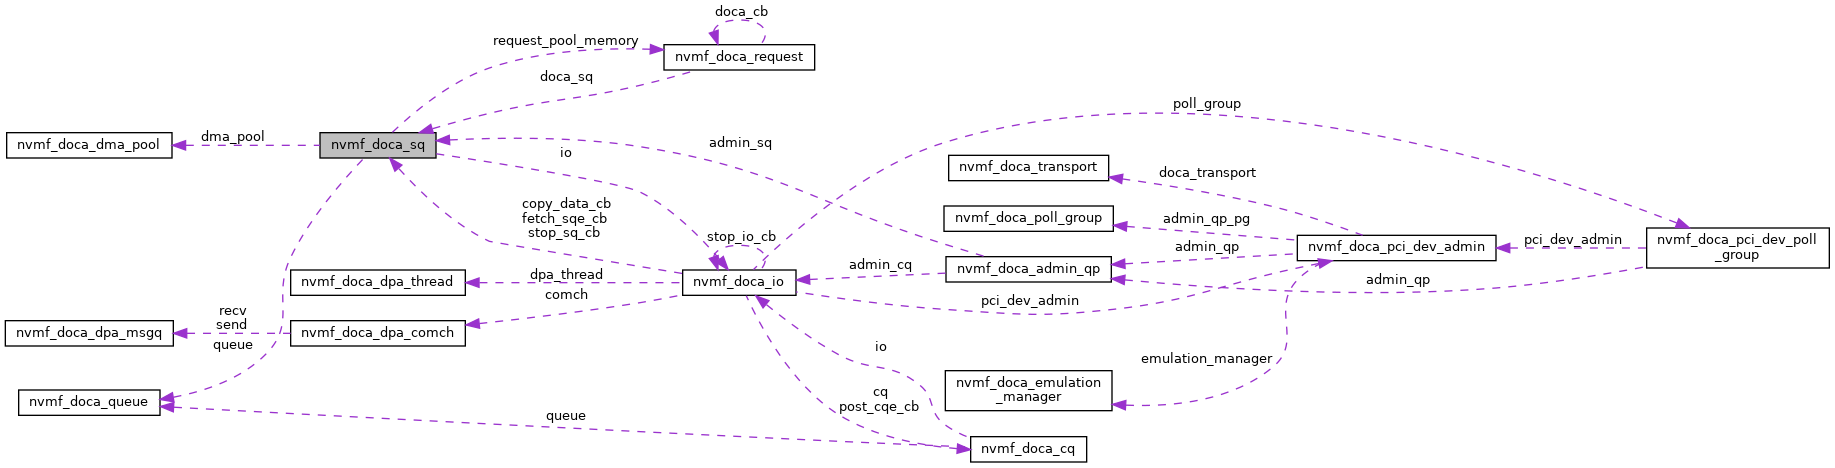 doca_cb
request_pool_memory
nvmf_doca_request
doca_sq
poll_group
dma_pool
nvmf_doca_dma_pool
nvmf_doca_sq
io
admin_sq
nvmf_doca_transport
doca_transport
copy_data_cb
fetch_sqe_cb
stop_sq_cb
nvmf_doca_poll_group
admin_qp_pg
stop_io_cb
nvmf_doca_pci_dev_admin
pci_dev_admin
nvmf_doca_pci_dev_poll
_group
admin_qp
admin_cq
nvmf_doca_admin_qp
admin_qp
nvmf_doca_dpa_thread
dpa_thread
nvmf_doca_io
comch
pci_dev_admin
recv
send
nvmf_doca_dpa_msgq
nvmf_doca_dpa_comch
queue
io
emulation_manager
nvmf_doca_emulation
_manager
cq
post_cqe_cb
nvmf_doca_queue
queue
nvmf_doca_cq